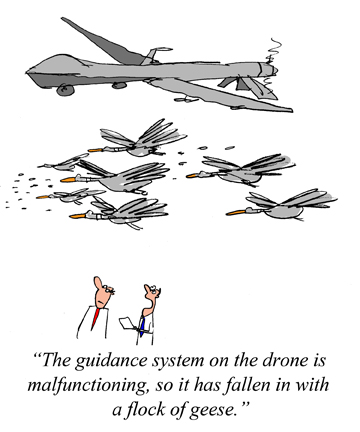 “The guidance system on the drone is
malfunctioning, so it has fallen in with
a flock of geese.”